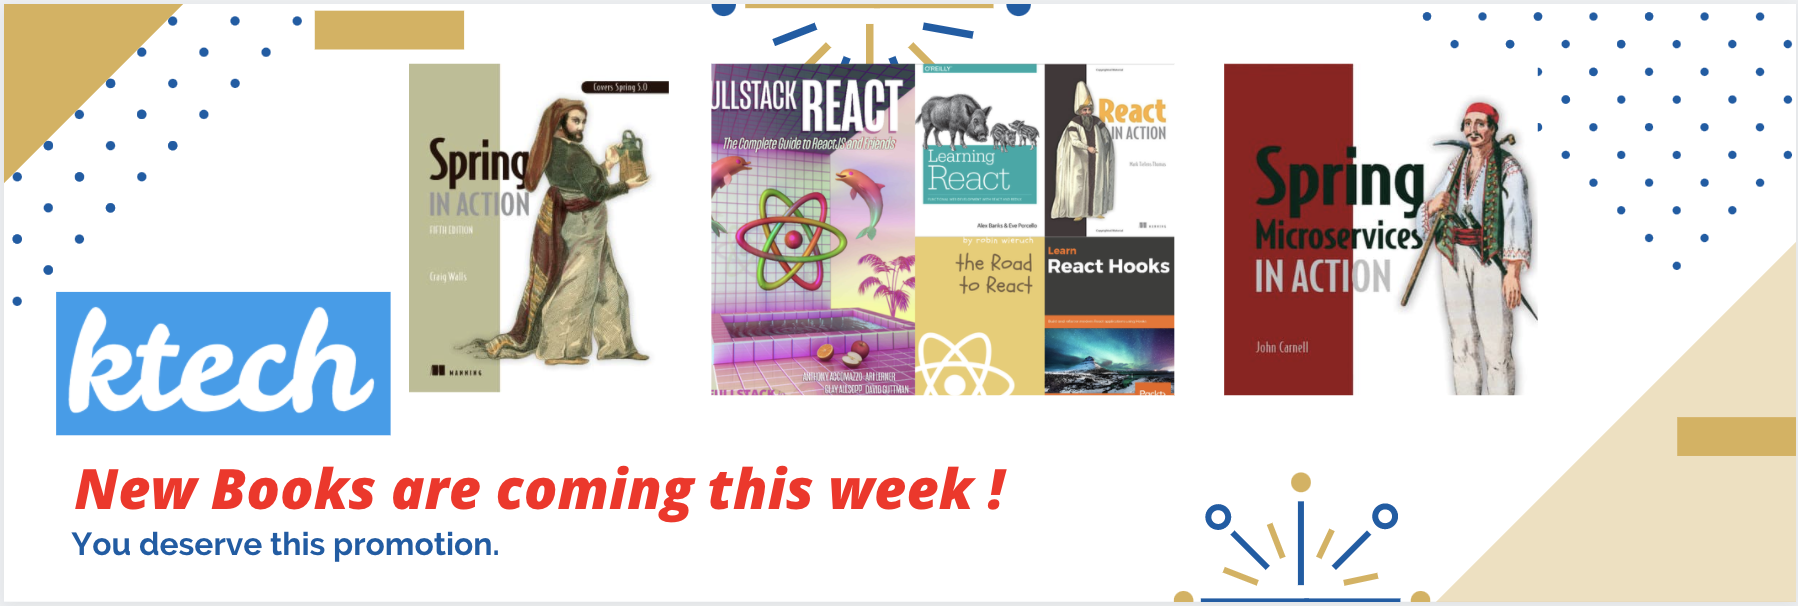 Covers Spring 5.0
Spring
IN ACTION
FIFTH EDITION
Craig Walls
MANNING
ULLSTACK REACT
The Complete Guide to ReactJS and Friends
ANTHONY ACCOMAZZO ARI LERNER
CLAY ALLSOPP DAVID GUTTMAN
ULLSTACK
O'REILLY
Learning
React
Alex Banks & Eve Porcello
React
IN ACTION
Mark Tielens Thomas
MANNING
by robin wieruch
the Road
to React
Learn
React Hooks
Packt
Spring
Microservices
IN ACTION
John Carnell
ktech
New Books are coming this week !
You deserve this promotion.